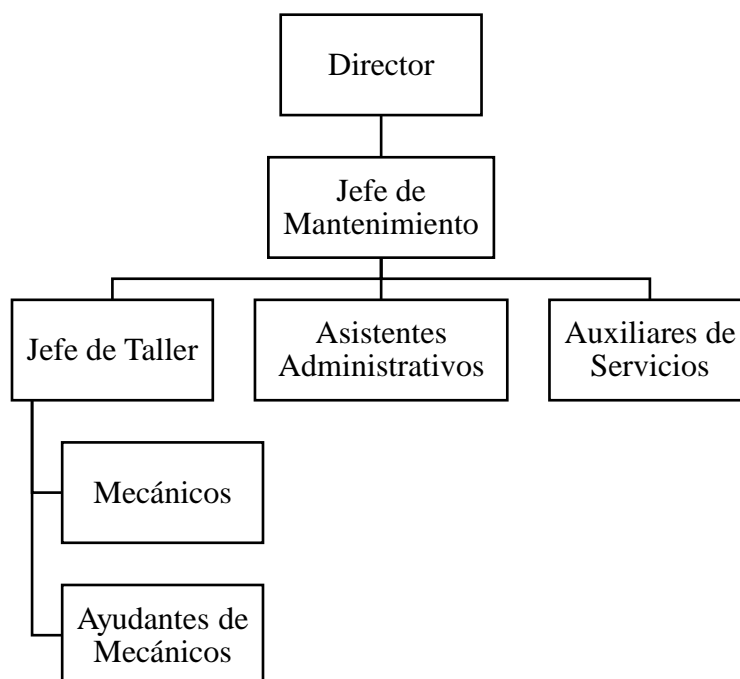 Director
Jefe de
Mantenimiento
Jefe de Taller
Asistentes
Administrativos
Auxiliares de
Servicios
Mecánicos
Ayudantes de
Mecánicos